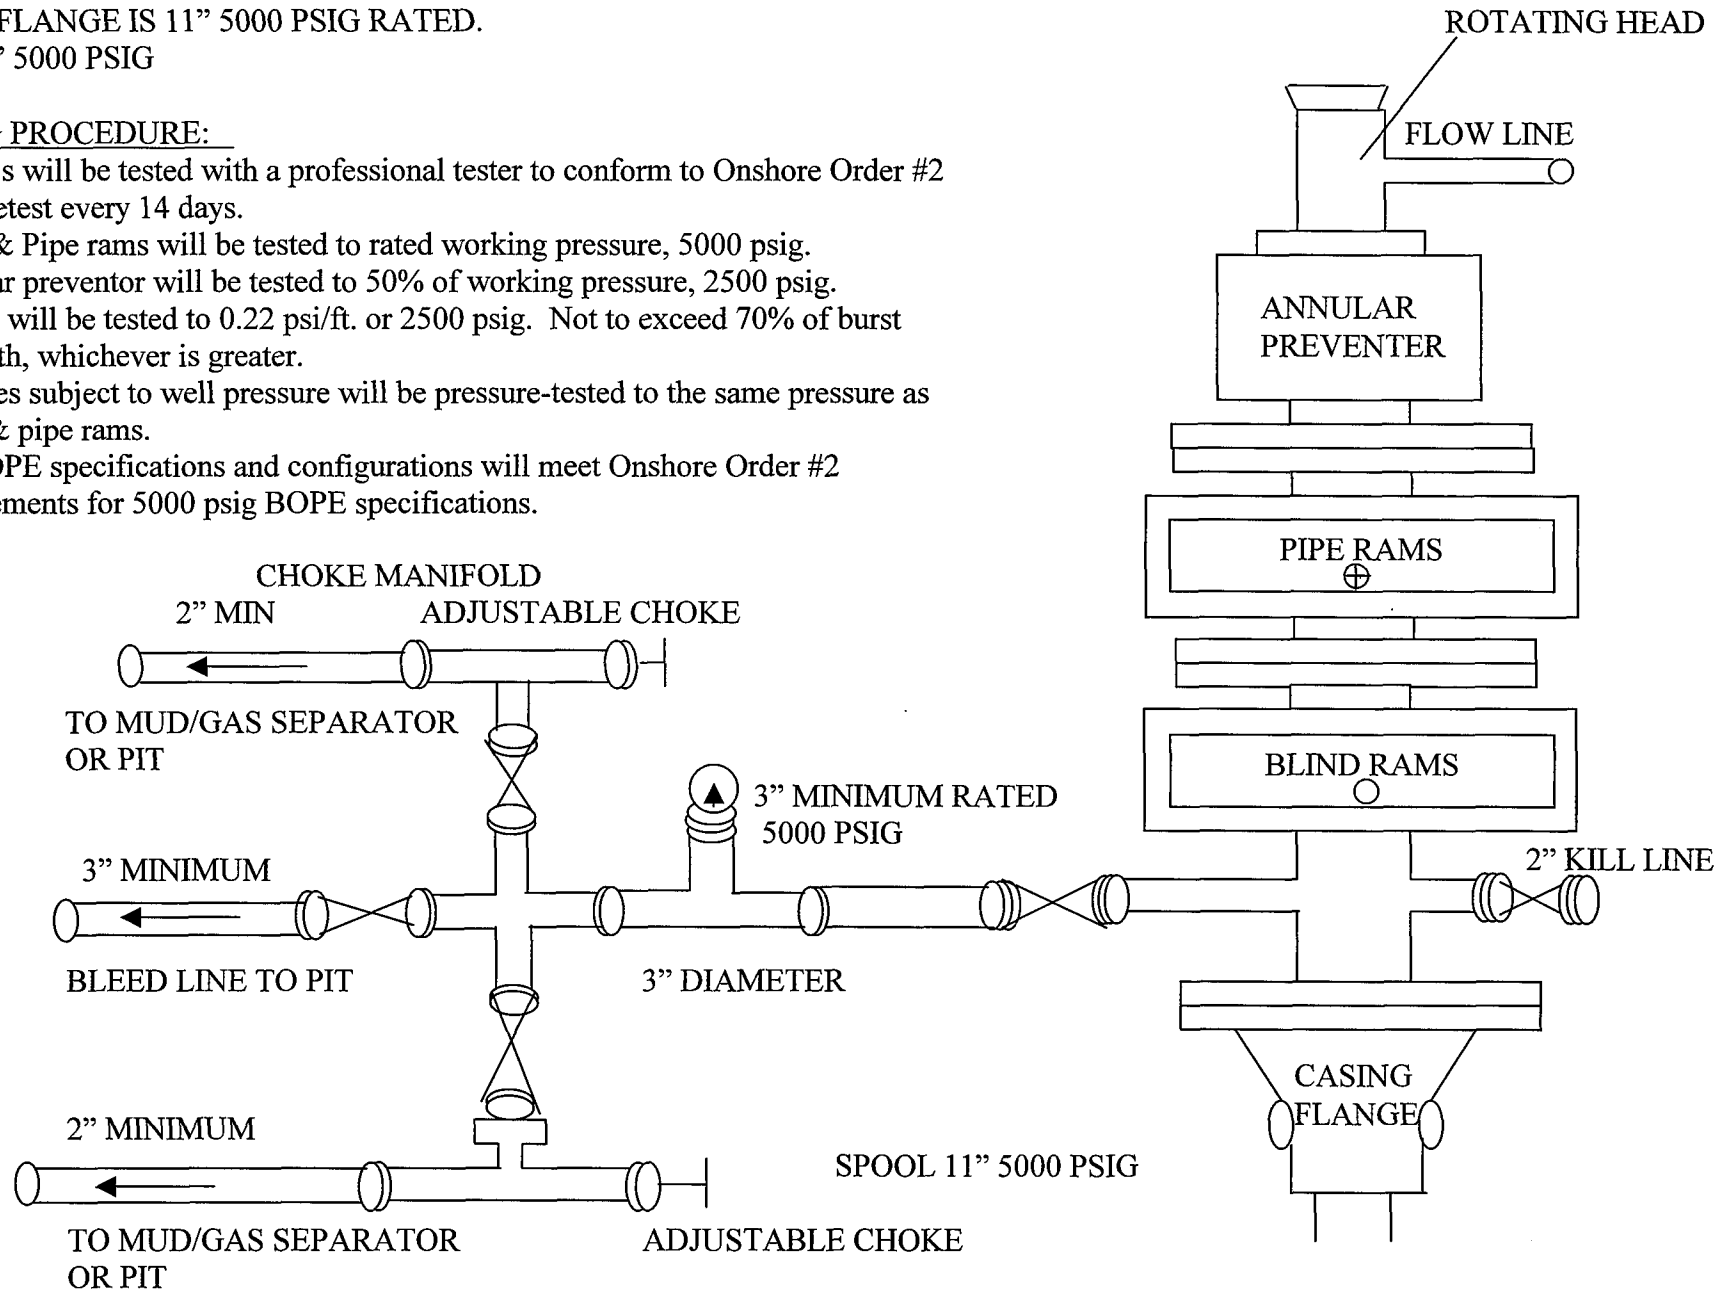 FLANGE IS 11” 5000 PSIG RATED.
” 5000 PSIG
PROCEDURE:
s will be tested with a professional tester to conform to Onshore Order #2
etest every 14 days.
& Pipe rams will be tested to rated working pressure, 5000 psig.
r preventor will be tested to 50% of working pressure, 2500 psig.
will be tested to 0.22 psi/ft. or 2500 psig. Not to exceed 70% of burst
th, whichever is greater.
es subject to well pressure will be pressure-tested to the same pressure as
& pipe rams.
OPE specifications and configurations will meet Onshore Order #2
ements for 5000 psig BOPE specifications.
ROTATING HEAD
FLOW LINE
ANNULAR
PREVENTER
PIPE RAMS
BLIND RAMS
2” KILL LINE
CASING
FLANGE
CHOKE MANIFOLD
2” MIN
ADJUSTABLE CHOKE
TO MUD/GAS SEPARATOR
OR PIT
3” MINIMUM RATED
5000 PSIG
3” MINIMUM
BLEED LINE TO PIT
3” DIAMETER
2” MINIMUM
SPOOL 11” 5000 PSIG
TO MUD/GAS SEPARATOR
OR PIT
ADJUSTABLE CHOKE